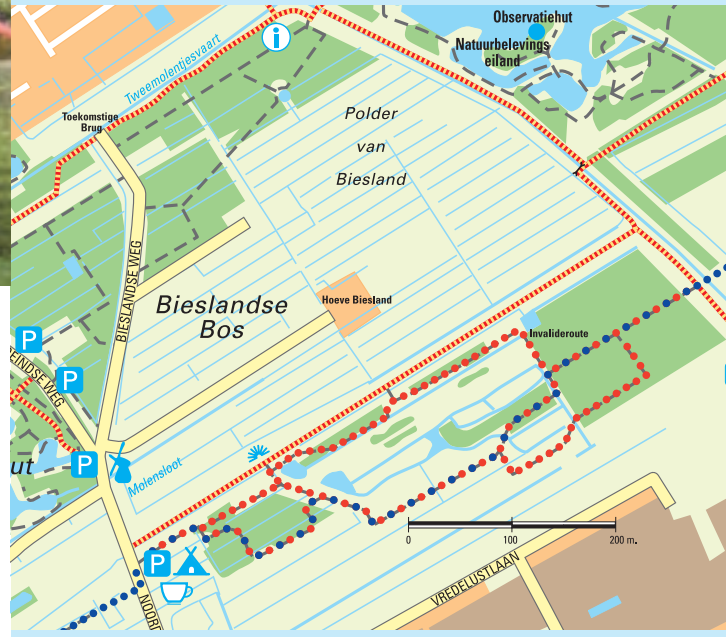 Observatiehut
Natuurbelevings
eiland
i
Tweemolentjesvaart
Toekomstige
Brug
Polder
van
Biesland
BIESLANDSE WEG
Bieslandse
Bos
Hoeve Biesland
Invalideroute
P
P
EINDSE WEG
ut
P
Molensloot
P
0 100 200 m.
VREDELUSTLAAN
NOORD